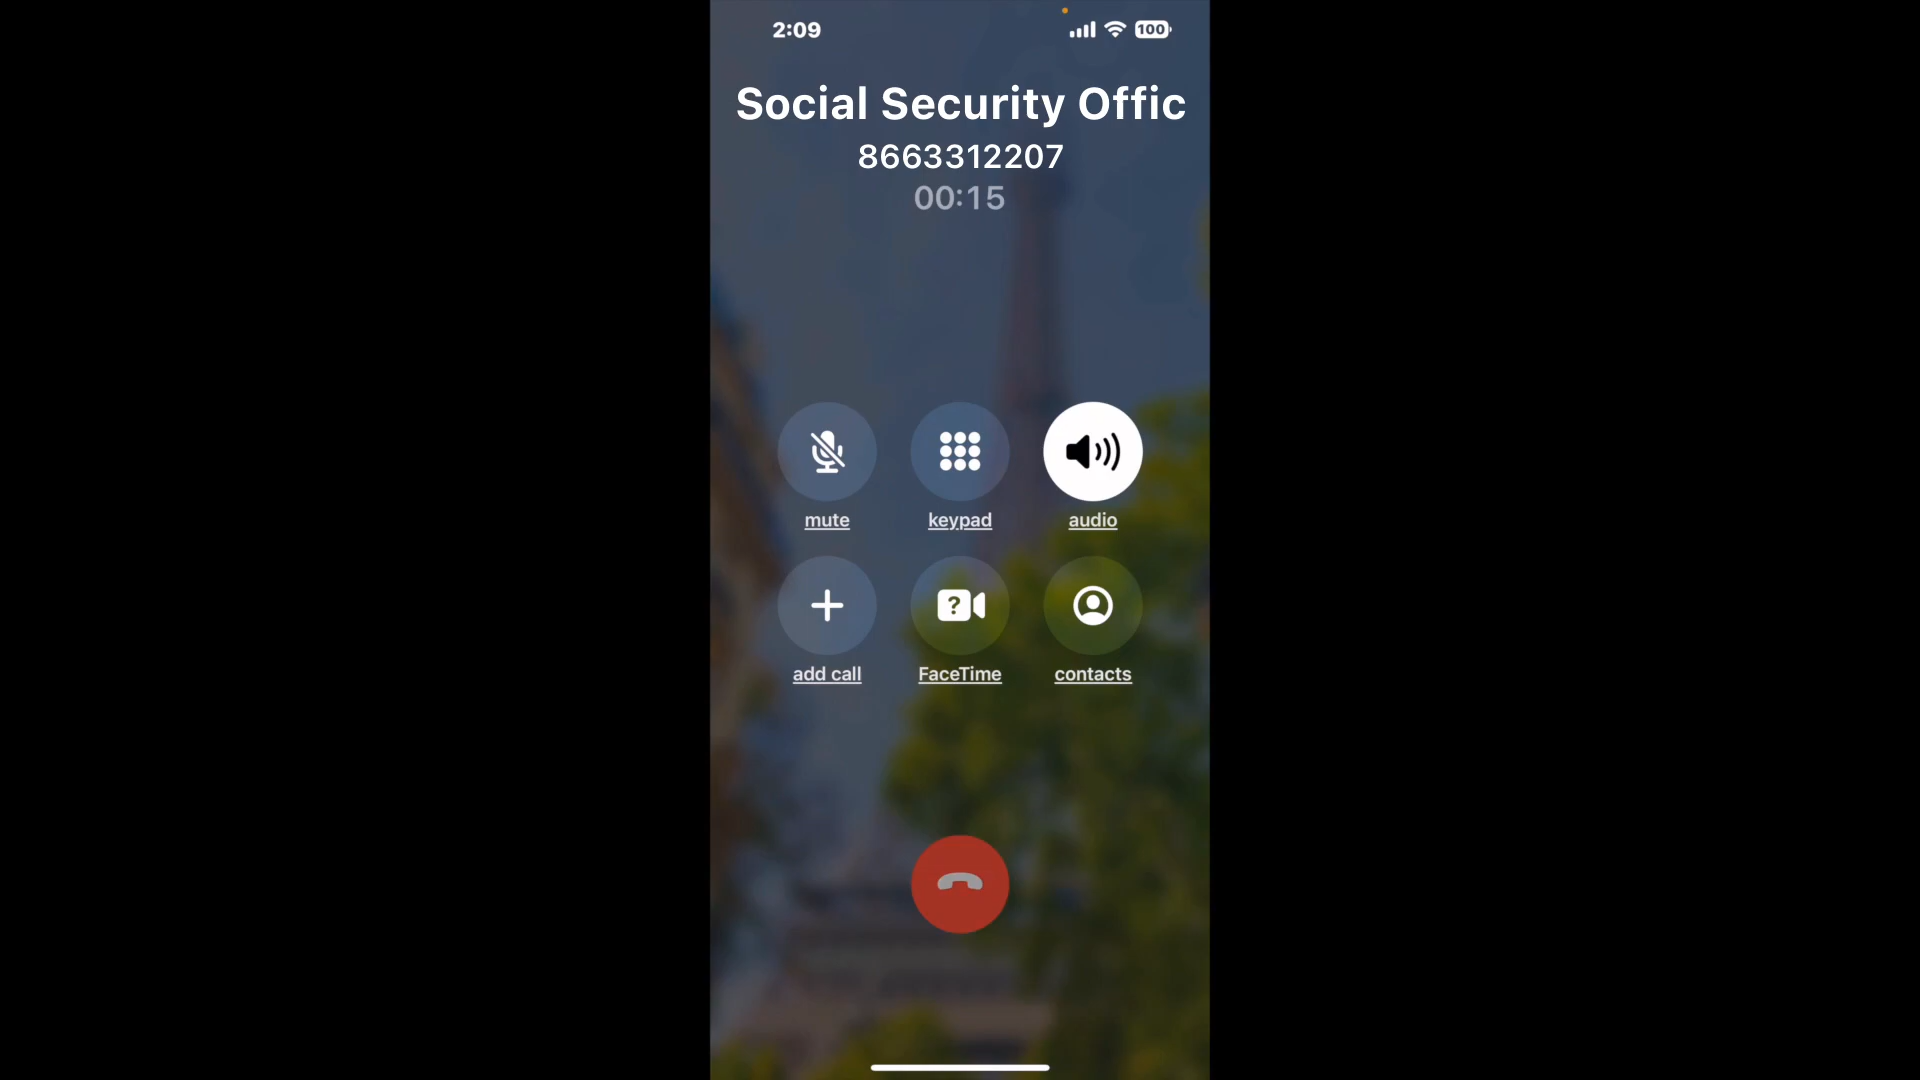 2:09
100
Social Security Offic
8663312207
00:15
mute
keypad
audio
?
add call
FaceTime
contacts